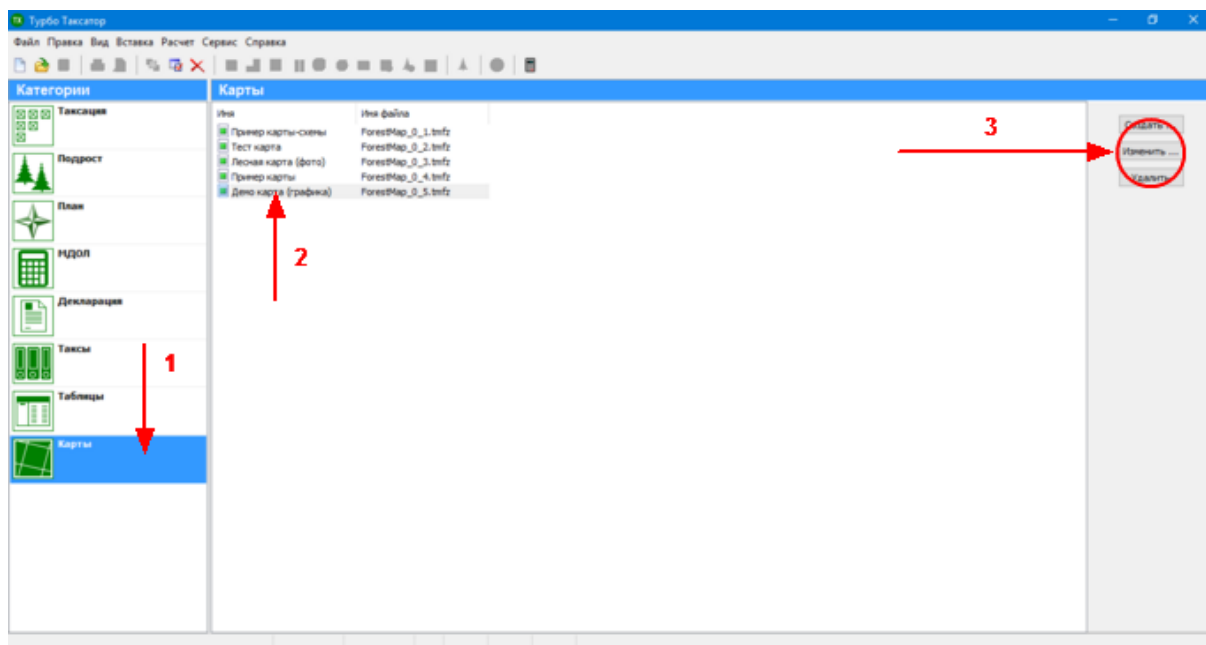 Турбо Таксатор
Файл Правка Вид Вставка Расчет Сервис Справка
Категории
Карты
Таксация
Подрост
План
МДОЛ
Декларация
Таксы
Таблицы
Карты
Имя Имя файла
Пример карты-схемы ForestMap_0_1.tmfz
Тест карта ForestMap_0_2.tmfz
Лесная карта (фото) ForestMap_0_3.tmfz
Пример карты ForestMap_0_4.tmfz
Демо карта (графика) ForestMap_0_5.tmfz
1
2
3
Создать
Изменить ...
Удалить